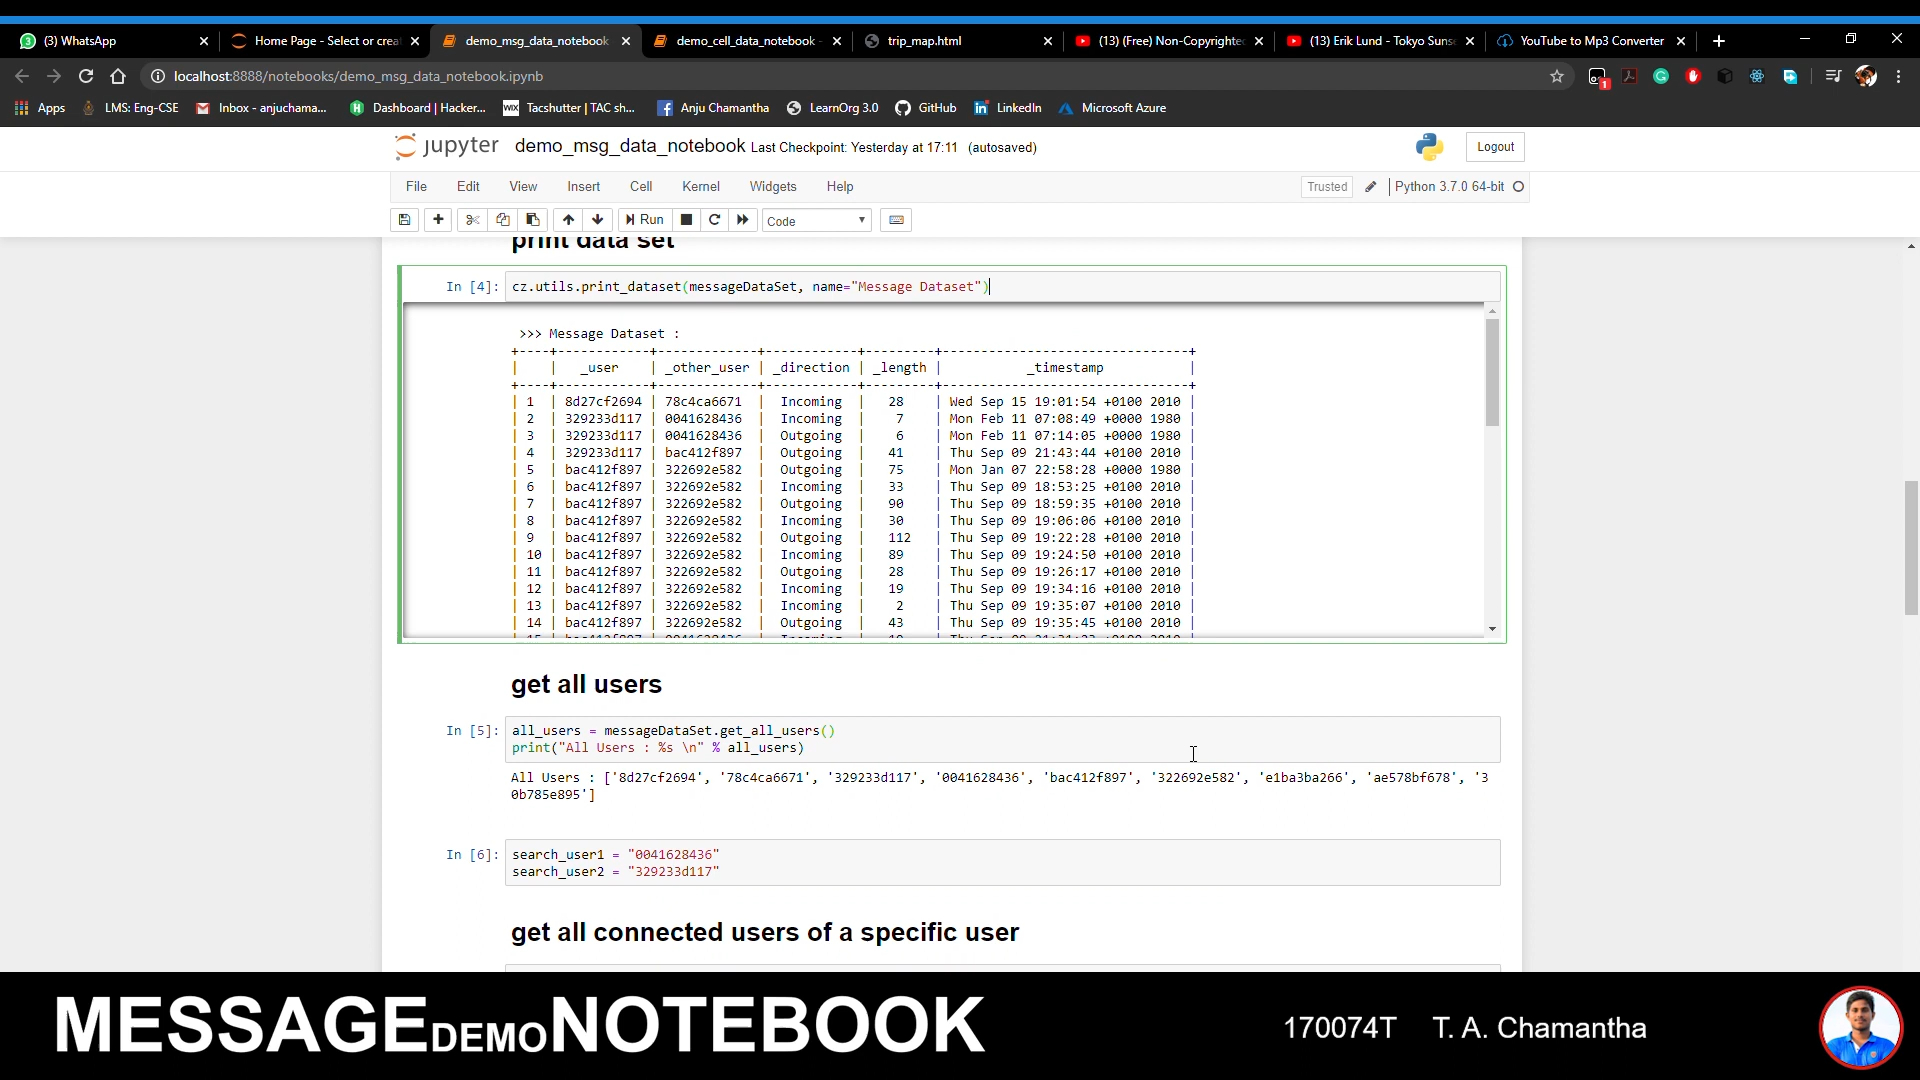 (3) WhatsApp
Home Page - Select or crea
demo_msg_data_notebook
demo_cell_data_notebook -
trip_map.html
(13) (Free) Non-Copyrighte
(13) Erik Lund - Tokyo Suns
YouTube to Mp3 Converter
localhost:8888/notebooks/demo_msg_data_notebook.ipynb
1
Apps
LMS: Eng-CSE
Inbox - anjuchama...
Dashboard | Hacker...
WIX Tacshutter | TAC sh...
Anju Chamantha
LearnOrg 3.0
GitHub
LinkedIn
Microsoft Azure
jupyter demo_msg_data_notebook Last Checkpoint: Yesterday at 17:11 (autosaved)
Logout
File Edit View Insert Cell Kernel Widgets Help
Trusted Python 3.7.0 64-bit
Run Code
print data set
In [4]: cz.utils.print_dataset(messageDataSet, name="Message Dataset")
>>> Message Dataset :
+----+------------+-------------+------------+---------+--------------------------------+
|    | _user | _other_user | _direction | _length | _timestamp |
+----+------------+-------------+------------+---------+--------------------------------+
| 1 | 8d27cf2694 | 78c4ca6671 | Incoming | 28 | Wed Sep 15 19:01:54 +0100 2010 |
| 2 | 329233d117 | 0041628436 | Incoming | 7 | Mon Feb 11 07:08:49 +0000 1980 |
| 3 | 329233d117 | 0041628436 | Outgoing | 6 | Mon Feb 11 07:14:05 +0000 1980 |
| 4 | 329233d117 | bac412f897 | Outgoing | 41 | Thu Sep 09 21:43:44 +0100 2010 |
| 5 | bac412f897 | 322692e582 | Outgoing | 75 | Mon Jan 07 22:58:28 +0000 1980 |
| 6 | bac412f897 | 322692e582 | Incoming | 33 | Thu Sep 09 18:53:25 +0100 2010 |
| 7 | bac412f897 | 322692e582 | Outgoing | 90 | Thu Sep 09 18:59:35 +0100 2010 |
| 8 | bac412f897 | 322692e582 | Incoming | 30 | Thu Sep 09 19:06:06 +0100 2010 |
| 9 | bac412f897 | 322692e582 | Outgoing | 112 | Thu Sep 09 19:22:28 +0100 2010 |
| 10 | bac412f897 | 322692e582 | Incoming | 89 | Thu Sep 09 19:24:50 +0100 2010 |
| 11 | bac412f897 | 322692e582 | Outgoing | 28 | Thu Sep 09 19:26:17 +0100 2010 |
| 12 | bac412f897 | 322692e582 | Incoming | 19 | Thu Sep 09 19:34:16 +0100 2010 |
| 13 | bac412f897 | 322692e582 | Incoming | 2 | Thu Sep 09 19:35:07 +0100 2010 |
| 14 | bac412f897 | 322692e582 | Outgoing | 43 | Thu Sep 09 19:35:45 +0100 2010 |
get all users
In [5]: all_users = messageDataSet.get_all_users()
print("All Users : %s \n" % all_users)
All Users : ['8d27cf2694', '78c4ca6671', '329233d117', '0041628436', 'bac412f897', '322692e582', 'e1ba3ba266', 'ae578bf678', '3
0b785e895']
In [6]: search_user1 = "0041628436"
search_user2 = "329233d117"
get all connected users of a specific user
MESSAGE DEMO NOTEBOOK
170074T T. A. Chamantha